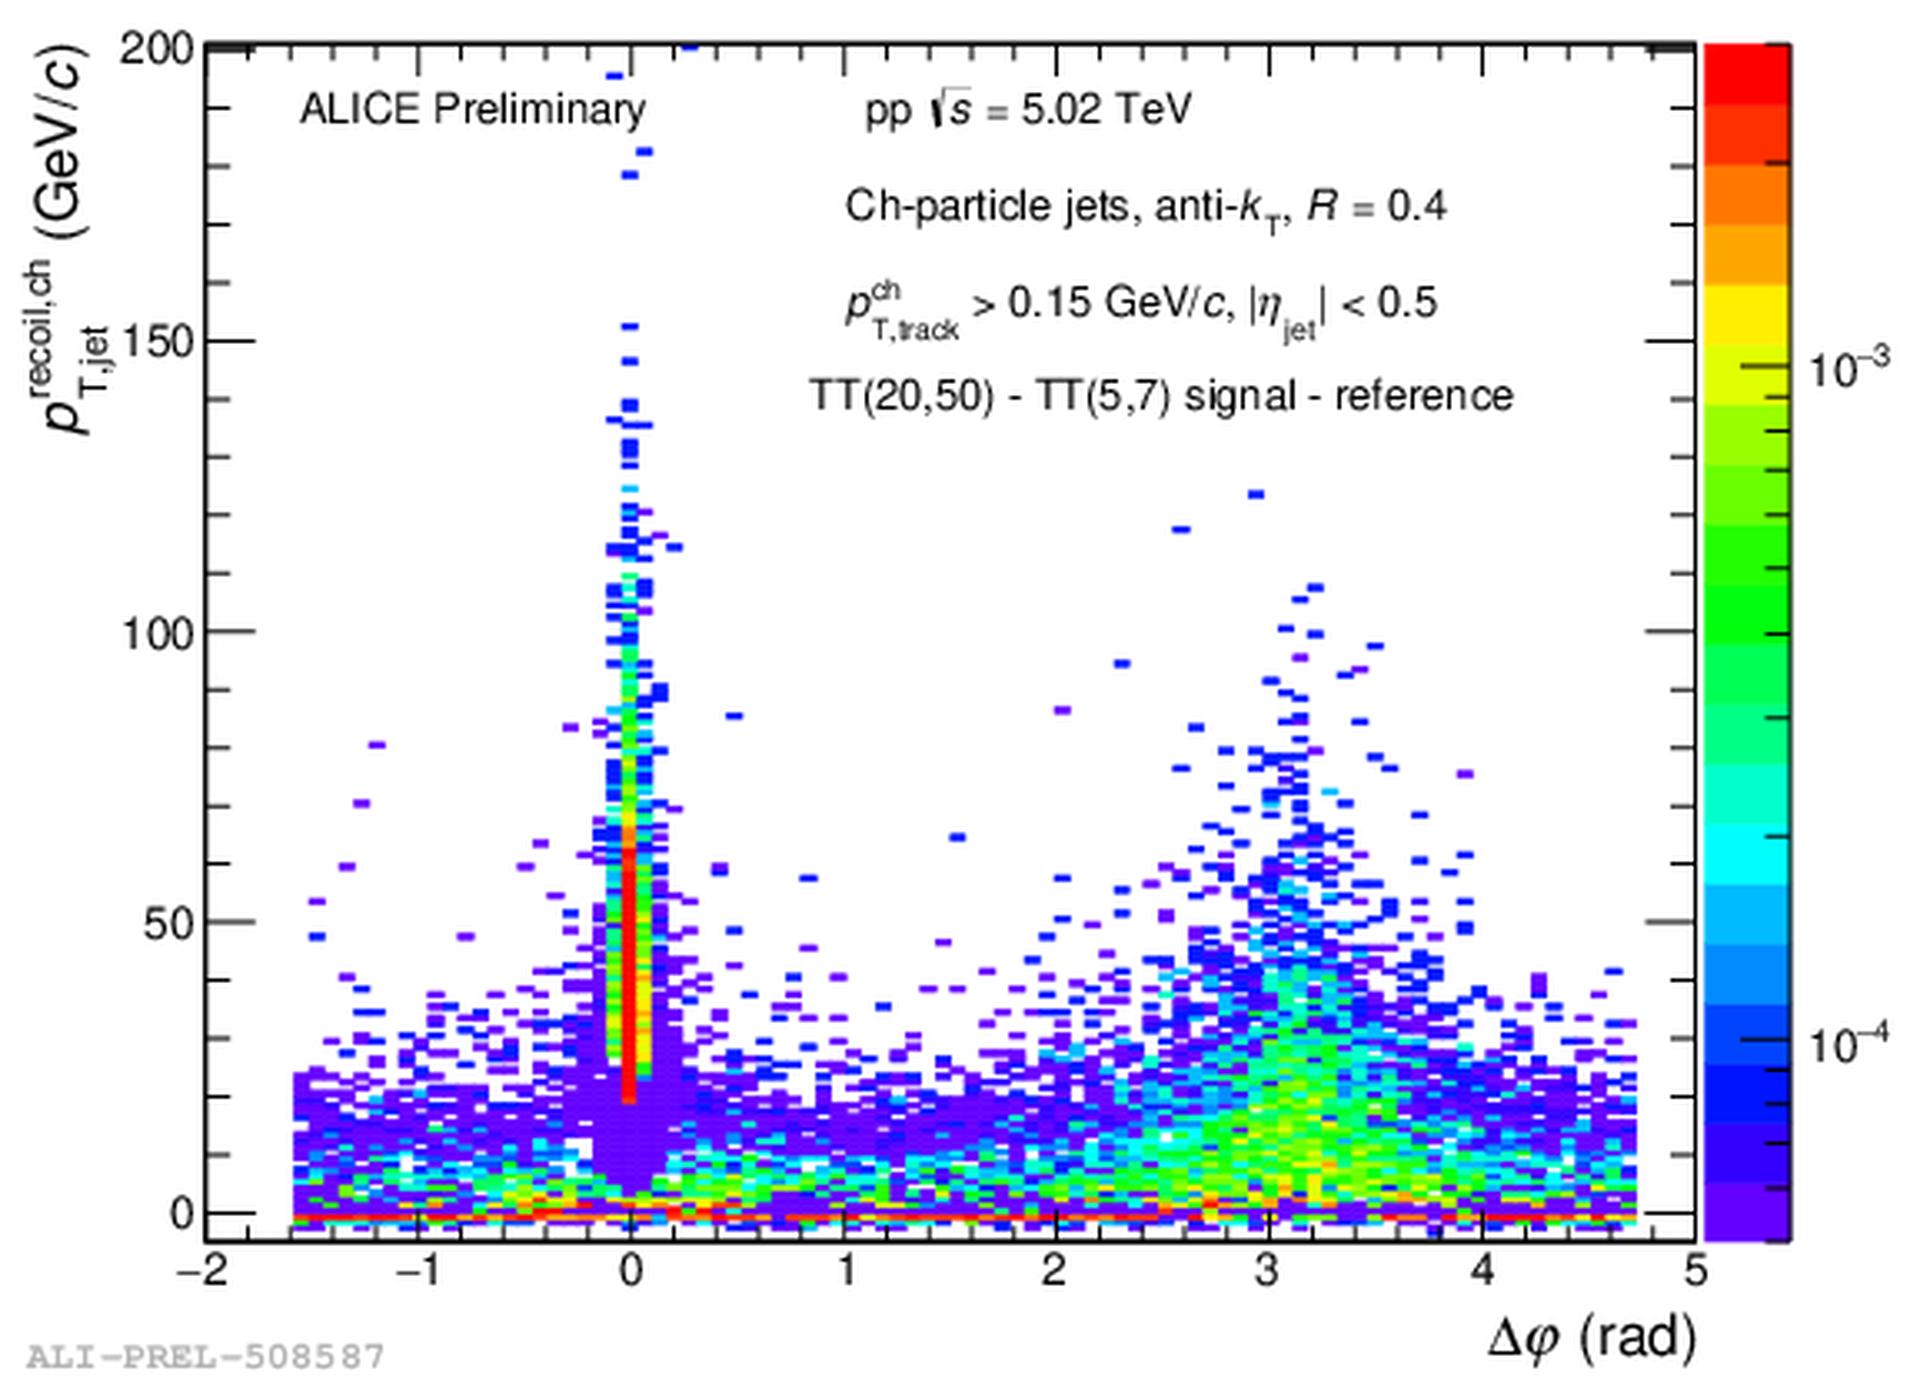 200
ALICE Preliminary
pp √s = 5.02 TeV
Ch-particle jets, anti-kT, R = 0.4
p ch T,track > 0.15 GeV/c, |ηjet| < 0.5
TT(20,50) - TT(5,7) signal - reference
p recoil,ch T,jet (GeV/c)
150
100
50
0
10−3
10−4
−2 −1 0 1 2 3 4 5
Δφ (rad)
ALI−PREL−508587